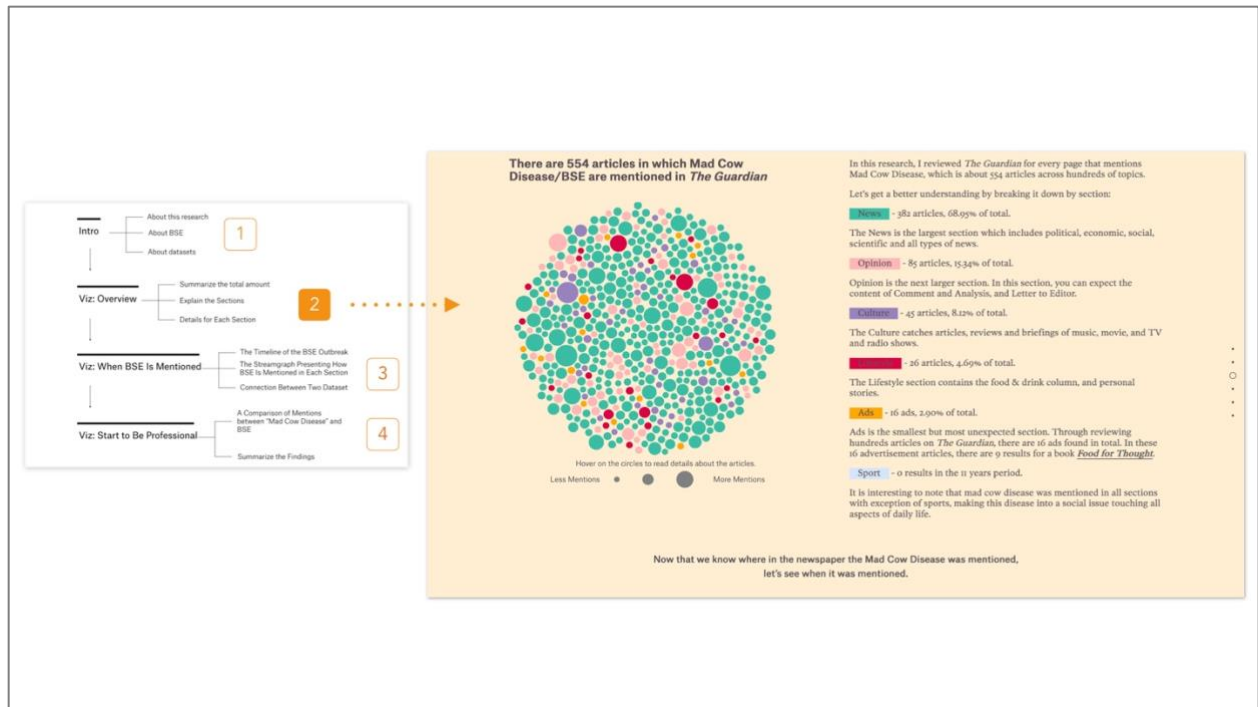 About this research
Intro
About BSE
About datasets
1
Summarize the total amount
Viz: Overview
Explain the Sections
Details for Each Section
2
The Timeline of the BSE Outbreak
Viz: When BSE Is Mentioned
The Streamgraph Presenting How
BSE Is Mentioned in Each Section
Connection Between Two Dataset
3
A Comparison of Mentions
between "Mad Cow Disease" and
BSE
Viz: Start to Be Professional
Summarize the Findings
4
There are 554 articles in which Mad Cow
Disease/BSE are mentioned in The Guardian
Hover on the circles to read details about the articles.
Less Mentions
More Mentions
In this research, I reviewed The Guardian for every page that mentions
Mad Cow Disease, which is about 554 articles across hundreds of topics.
Let's get a better understanding by breaking it down by section:
News - 382 articles, 68.95% of total.
The News is the largest section which includes political, economic, social,
scientific and all types of news.
Opinion - 85 articles, 15.34% of total.
Opinion is the next larger section. In this section, you can expect the
content of Comment and Analysis, and Letter to Editor.
Culture - 45 articles, 8.12% of total.
The Culture catches articles, reviews and briefings of music, movie, and TV
and radio shows.
- 26 articles, 4.69% of total.
The Lifestyle section contains the food & drink column, and personal
stories.
Ads - 16 ads, 2.90% of total.
Ads is the smallest but most unexpected section. Through reviewing
hundreds articles on The Guardian, there are 16 ads found in total. In these
16 advertisement articles, there are 9 results for a book Food for Thought.
Sport - 0 results in the 11 years period.
It is interesting to note that mad cow disease was mentioned in all sections
with exception of sports, making this disease into a social issue touching all
aspects of daily life.
Now that we know where in the newspaper the Mad Cow Disease was mentioned,
let's see when it was mentioned.